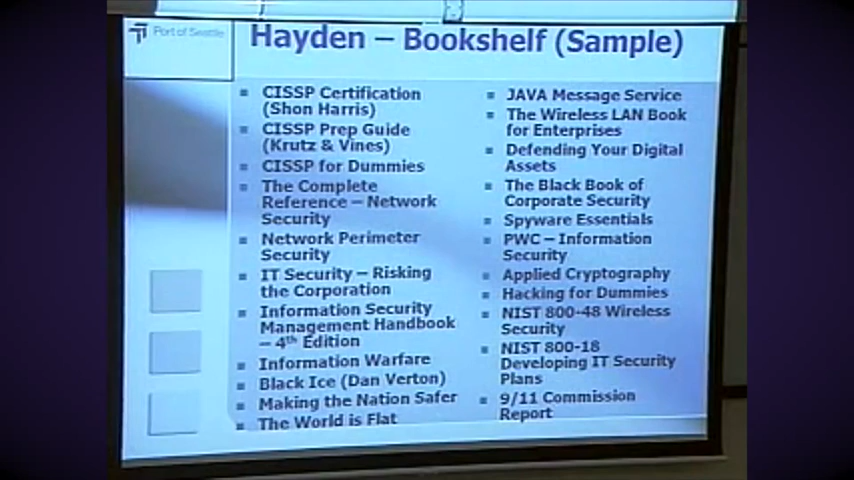 Port of Seattle
Hayden – Bookshelf (Sample)
CISSP Certification
(Shon Harris)
CISSP Prep Guide
(Krutz & Vines)
CISSP for Dummies
The Complete
Reference – Network
Security
Network Perimeter
Security
IT Security – Risking
the Corporation
Information Security
Management Handbook
– 4th Edition
Information Warfare
Black Ice (Dan Verton)
Making the Nation Safer
The World is Flat
JAVA Message Service
The Wireless LAN Book
for Enterprises
Defending Your Digital
Assets
The Black Book of
Corporate Security
Spyware Essentials
PWC – Information
Security
Applied Cryptography
Hacking for Dummies
NIST 800-48 Wireless
Security
NIST 800-18
Developing IT Security
Plans
9/11 Commission
Report